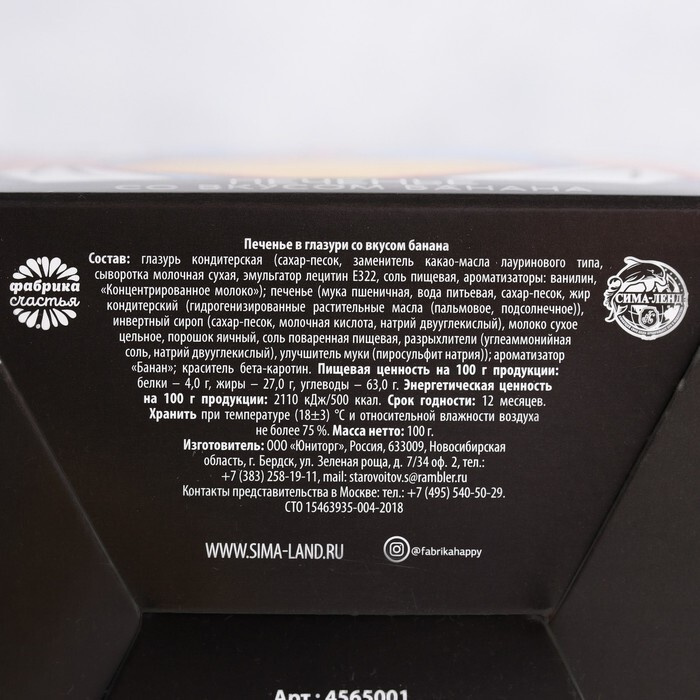 СО ВКУСОМ БАНАНА
Печенье в глазури со вкусом банана
Состав: глазурь кондитерская (сахар-песок, заменитель какао-масла лауринового типа,
сыворотка молочная сухая, эмульгатор лецитин Е322, соль пищевая, ароматизаторы: ванилин,
«Концентрированное молоко»); печенье (мука пшеничная, вода питьевая, сахар-песок, жир
кондитерский (гидрогенизированные растительные масла (пальмовое, подсолнечное)),
инвертный сироп (сахар-песок, молочная кислота, натрий двууглекислый), молоко сухое
цельное, порошок яичный, соль поваренная пищевая, разрыхлители (углеаммонийная
соль, натрий двууглекислый), улучшитель муки (пиросульфит натрия)); ароматизатор
«Банан»; краситель бета-каротин. Пищевая ценность на 100 г продукции:
белки – 4,0 г, жиры – 27,0 г, углеводы – 63,0 г. Энергетическая ценность
на 100 г продукции: 2110 кДж/500 ккал. Срок годности: 12 месяцев.
Хранить при температуре (18±3) °С и относительной влажности воздуха
не более 75 %. Масса нетто: 100 г.
Изготовитель: ООО «Юниторг», Россия, 633009, Новосибирская
область, г. Бердск, ул. Зеленая роща, д. 7/34 оф. 2, тел.:
+7 (383) 258-19-11, mail: starovoitov.s@rambler.ru
Контакты представительства в Москве: тел.: +7 (495) 540-50-29.
СТО 15463935-004-2018
фабрика
счастья
СИМА-ЛЕНД
WWW.SIMA-LAND.RU
@fabrikahappy
Арт.: 4565001